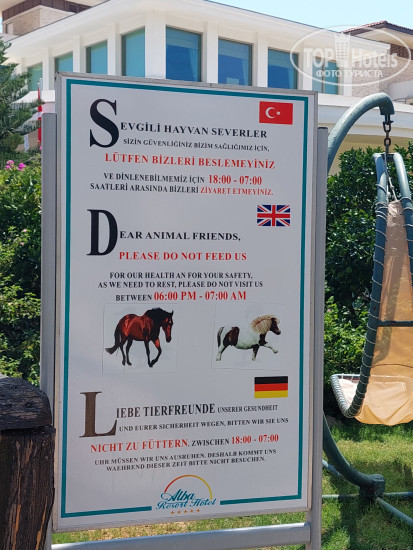 TOPHotels
ФОТО ТУРИСТА
SEVGİLİ HAYVAN SEVERLER
SİZİN GÜVENLİĞİNİZ BİZİM SAĞLIĞIMIZ İÇİN,
LÜTFEN BİZLERİ BESLEMEYİNİZ
VE DİNLENEBİLMEMİZ İÇİN 18:00 - 07:00
SAATLERİ ARASINDA BİZLERİ ZİYARET ETMEYİNİZ.
DEAR ANIMAL FRIENDS,
PLEASE DO NOT FEED US
FOR OUR HEALTH AN FOR YOUR SAFETY,
AS WE NEED TO REST, PLEASE DO NOT VISIT US
BETWEEN 06:00 PM - 07:00 AM
LIEBE TIERFREUNDE UNSERER GESUNDHEIT
UND EURER SICHERHEIT WEGEN, BITTEN WIR SIE UNS
NICHT ZU FÜTTERN. ZWISCHEN 18:00 - 07:00
UHR MÜSSEN WIR UNS AUSRUHEN. DESHALB KOMMT UNS
WAEHREND DIESER ZEIT BITTE NICHT BESUCHEN.
Alba
Resort Hotel